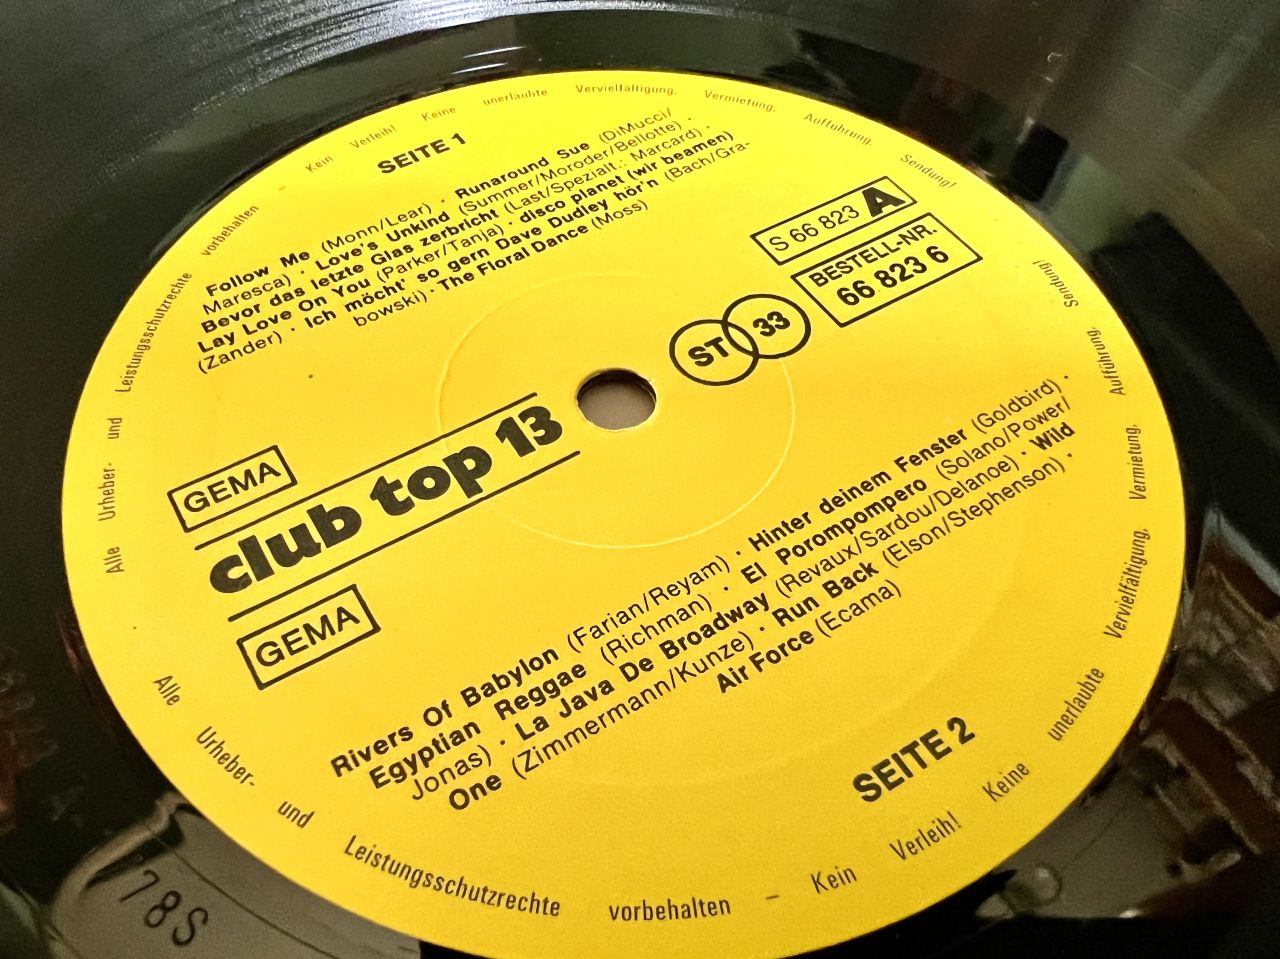 Alle Urheber- und Leistungsschutzrechte vorbehalten Kein Verleih! Keine unerlaubte Vervielfältigung, Vermietung, Aufführung, Sendung!
SEITE 1
Follow Me (Monn/Lear) · Runaround Sue (DiMucci/
Maresca) · Love's Unkind (Summer/Moroder/Bellotte) ·
Bevor das letzte Glas zerbricht (Last/Spezialt.: Marcard) ·
Lay Love On You (Parker/Tanja) · disco planet (wir beamen)
(Zander) · Ich möcht' so gern Dave Dudley hör'n (Bach/Gra-
bowski) · The Floral Dance (Moss)
S 66 823 A
BESTELL-NR.
66 823 6
ST 33
GEMA
club top 13
GEMA
Rivers Of Babylon (Farian/Reyam) · Hinter deinem Fenster (Goldbird) ·
Egyptian Reggae (Richman) · El Porompompero (Solano/Power/
Jonas) · La Java De Broadway (Revaux/Sardou/Delanoe) · Wild
One (Zimmermann/Kunze) · Run Back (Elson/Stephenson) ·
Air Force (Ecama)
SEITE 2
Alle Urheber- und Leistungsschutzrechte vorbehalten – Kein Verleih! Keine unerlaubte Vervielfältigung, Vermietung, Aufführung, Sendung!
78S